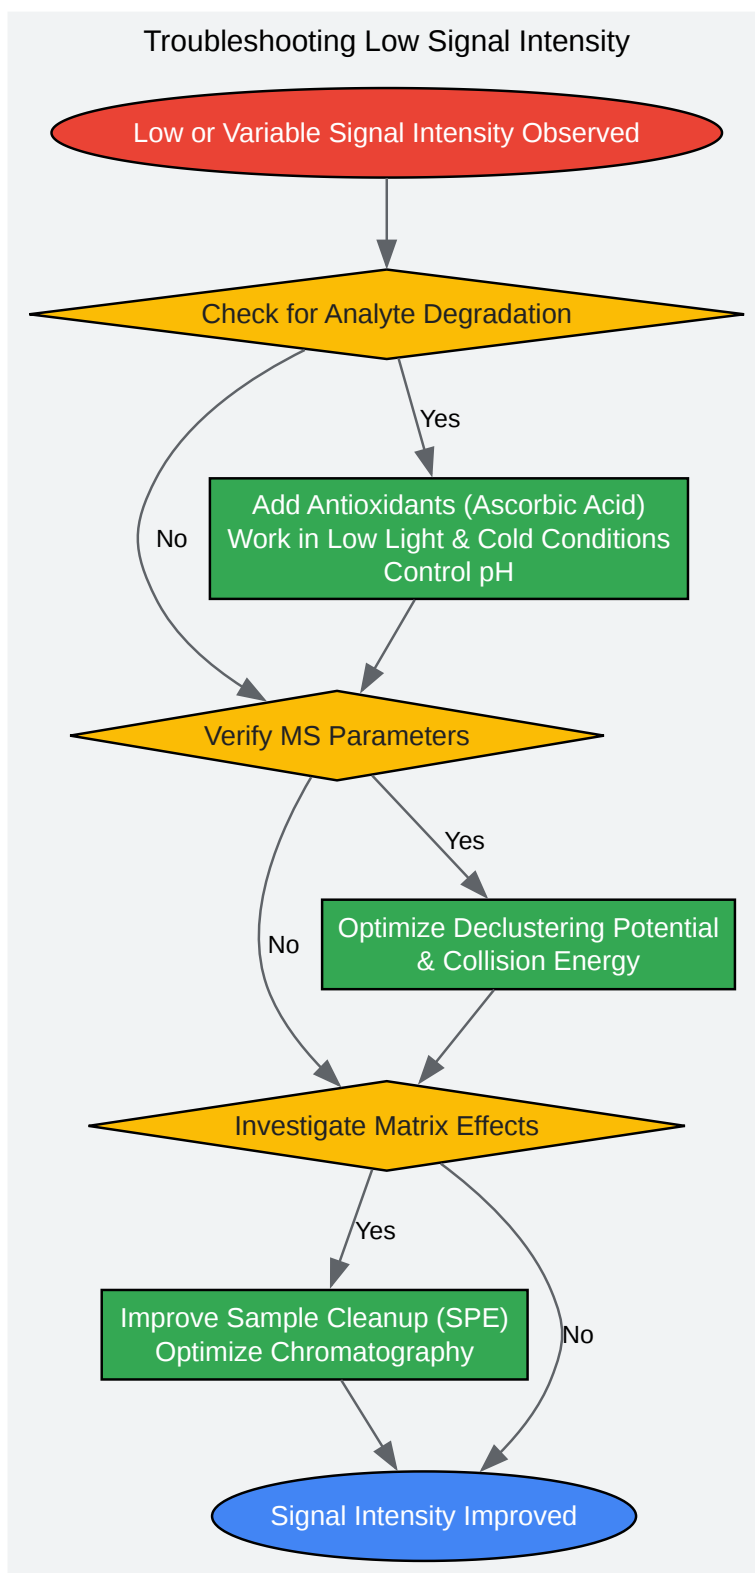 Troubleshooting Low Signal Intensity
Low or Variable Signal Intensity Observed
Check for Analyte Degradation
Yes
Add Antioxidants (Ascorbic Acid)
Work in Low Light & Cold Conditions
Control pH
No
Verify MS Parameters
Yes
Optimize Declustering Potential
& Collision Energy
No
Investigate Matrix Effects
Yes
Improve Sample Cleanup (SPE)
Optimize Chromatography
No
Signal Intensity Improved